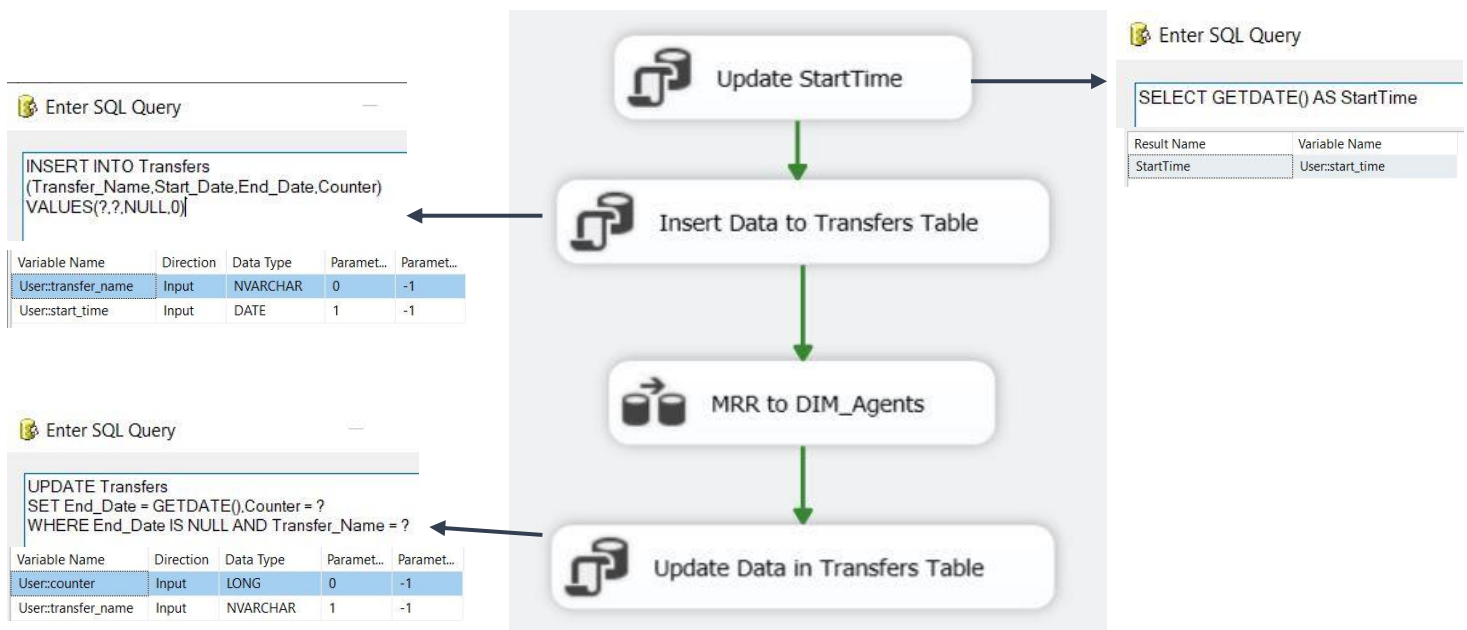 Enter SQL Query
INSERT INTO Transfers
(Transfer_Name,Start_Date,End_Date,Counter)
VALUES(?,?,NULL,0)
Variable Name Direction Data Type Paramet... Paramet...
User::transfer_name Input NVARCHAR 0 -1
User::start_time Input DATE 1 -1
Enter SQL Query
UPDATE Transfers
SET End_Date = GETDATE(),Counter = ?
WHERE End_Date IS NULL AND Transfer_Name = ?
Variable Name Direction Data Type Paramet... Paramet...
User::counter Input LONG 0 -1
User::transfer_name Input NVARCHAR 1 -1
Update StartTime
Insert Data to Transfers Table
MRR to DIM_Agents
Update Data in Transfers Table
Enter SQL Query
SELECT GETDATE() AS StartTime
Result Name Variable Name
StartTime User::start_time